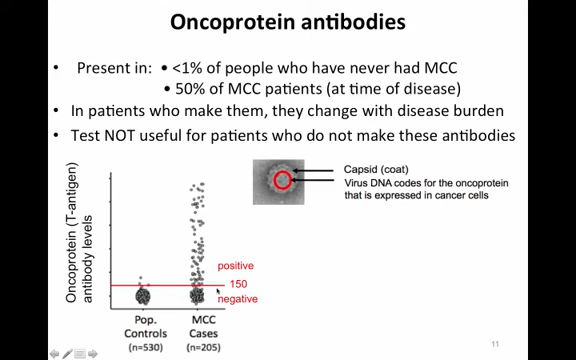 Oncoprotein antibodies
• Present in: • <1% of people who have never had MCC
• 50% of MCC patients (at time of disease)
• In patients who make them, they change with disease burden
• Test NOT useful for patients who do not make these antibodies
Capsid (coat)
Virus DNA codes for the oncoprotein
that is expressed in cancer cells
Oncoprotein (T-antigen)
antibody levels
positive
150
negative
Pop.
Controls
(n=530)
MCC
Cases
(n=205)
11